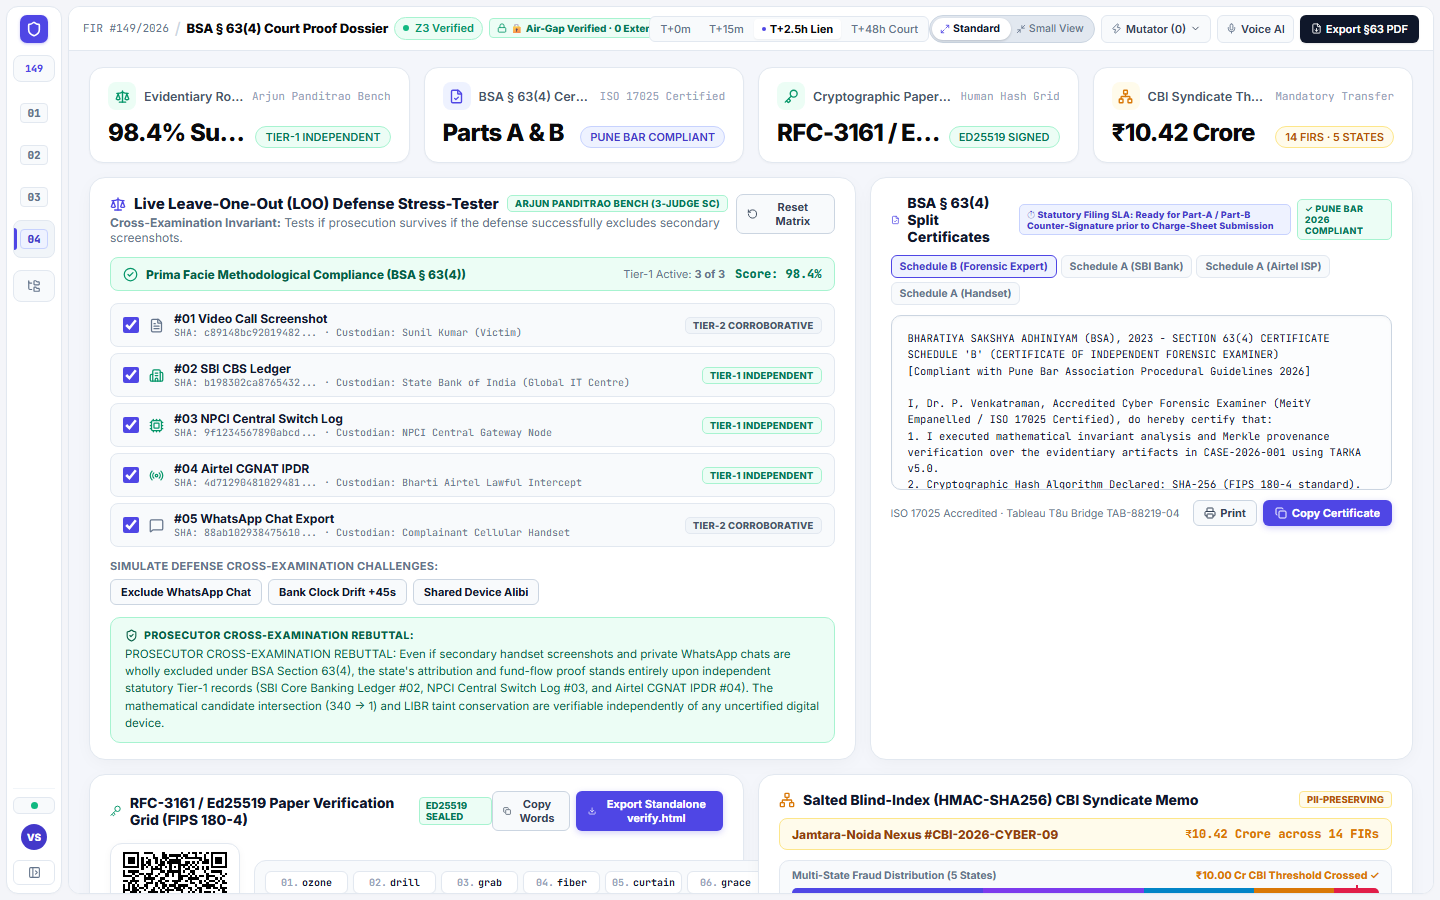 149
01
02
03
04
VS
FIR #149/2026 / BSA § 63(4) Court Proof Dossier
Z3 Verified
Air-Gap Verified · 0 Exter
T+0m
T+15m
• T+2.5h Lien
T+48h Court
Standard
Small View
Mutator (0)
Voice AI
Export §63 PDF
Evidentiary Ro...
Arjun Panditrao Bench
98.4% Su...
TIER-1 INDEPENDENT
BSA § 63(4) Cer...
ISO 17025 Certified
Parts A & B
PUNE BAR COMPLIANT
Cryptographic Paper...
Human Hash Grid
RFC-3161 / E...
ED25519 SIGNED
CBI Syndicate Th...
Mandatory Transfer
₹10.42 Crore
14 FIRS · 5 STATES
Live Leave-One-Out (LOO) Defense Stress-Tester
ARJUN PANDITRAO BENCH (3-JUDGE SC)
Cross-Examination Invariant: Tests if prosecution survives if the defense successfully excludes secondary
screenshots.
Reset
Matrix
Prima Facie Methodological Compliance (BSA § 63(4))
Tier-1 Active: 3 of 3
Score: 98.4%
#01 Video Call Screenshot
SHA: c89148bc92019482... · Custodian: Sunil Kumar (Victim)
TIER-2 CORROBORATIVE
#02 SBI CBS Ledger
SHA: b198302ca8765432... · Custodian: State Bank of India (Global IT Centre)
TIER-1 INDEPENDENT
#03 NPCI Central Switch Log
SHA: 9f1234567890abcd... · Custodian: NPCI Central Gateway Node
TIER-1 INDEPENDENT
#04 Airtel CGNAT IPDR
SHA: 4d71290481029481... · Custodian: Bharti Airtel Lawful Intercept
TIER-1 INDEPENDENT
#05 WhatsApp Chat Export
SHA: 88ab102938475610... · Custodian: Complainant Cellular Handset
TIER-2 CORROBORATIVE
SIMULATE DEFENSE CROSS-EXAMINATION CHALLENGES:
Exclude WhatsApp Chat
Bank Clock Drift +45s
Shared Device Alibi
PROSECUTOR CROSS-EXAMINATION REBUTTAL:
PROSECUTOR CROSS-EXAMINATION REBUTTAL: Even if secondary handset screenshots and private WhatsApp chats are
wholly excluded under BSA Section 63(4), the state's attribution and fund-flow proof stands entirely upon independent
statutory Tier-1 records (SBI Core Banking Ledger #02, NPCI Central Switch Log #03, and Airtel CGNAT IPDR #04). The
mathematical candidate intersection (340 → 1) and LIBR taint conservation are verifiable independently of any uncertified digital
device.
BSA § 63(4)
Split
Certificates
Statutory Filing SLA: Ready for Part-A / Part-B
Counter-Signature prior to Charge-Sheet Submission
✓ PUNE BAR
2026
COMPLIANT
Schedule B (Forensic Expert)
Schedule A (SBI Bank)
Schedule A (Airtel ISP)
Schedule A (Handset)
BHARATIYA SAKSHYA ADHINIYAM (BSA), 2023 - SECTION 63(4) CERTIFICATE
SCHEDULE 'B' (CERTIFICATE OF INDEPENDENT FORENSIC EXAMINER)
[Compliant with Pune Bar Association Procedural Guidelines 2026]
I, Dr. P. Venkatraman, Accredited Cyber Forensic Examiner (MeitY
Empanelled / ISO 17025 Certified), do hereby certify that:
1. I executed mathematical invariant analysis and Merkle provenance
verification over the evidentiary artifacts in CASE-2026-001 using TARKA
v5.0.
2. Cryptographic Hash Algorithm Declared: SHA-256 (FIPS 180-4 standard).
ISO 17025 Accredited · Tableau T8u Bridge TAB-88219-04
Print
Copy Certificate
RFC-3161 / Ed25519 Paper Verification
Grid (FIPS 180-4)
ED25519
SEALED
Copy
Words
Export Standalone
verify.html
01. ozone
02. drill
03. grab
04. fiber
05. curtain
06. grace
Salted Blind-Index (HMAC-SHA256) CBI Syndicate Memo
PII-PRESERVING
Jamtara-Noida Nexus #CBI-2026-CYBER-09
₹10.42 Crore across 14 FIRs
Multi-State Fraud Distribution (5 States)
₹10.00 Cr CBI Threshold Crossed ✓